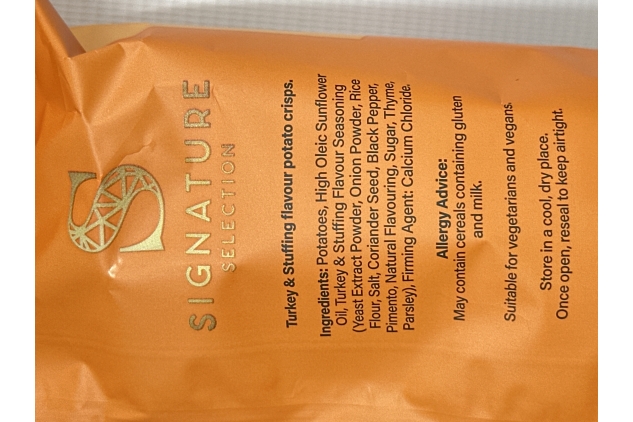 S
SIGNATURE
SELECTION
Turkey & Stuffing flavour potato crisps.
Ingredients: Potatoes, High Oleic Sunflower
Oil, Turkey & Stuffing Flavour Seasoning
(Yeast Extract Powder, Onion Powder, Rice
Flour, Salt, Coriander Seed, Black Pepper,
Pimento, Natural Flavouring, Sugar, Thyme,
Parsley), Firming Agent: Calcium Chloride.
Allergy Advice:
May contain cereals containing gluten
and milk.
Suitable for vegetarians and vegans.
Store in a cool, dry place.
Once open, reseal to keep airtight.